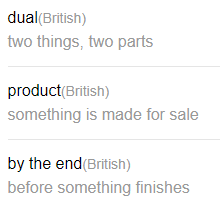 dual(British)
two things, two parts
product(British)
something is made for sale
by the end(British)
before something finishes